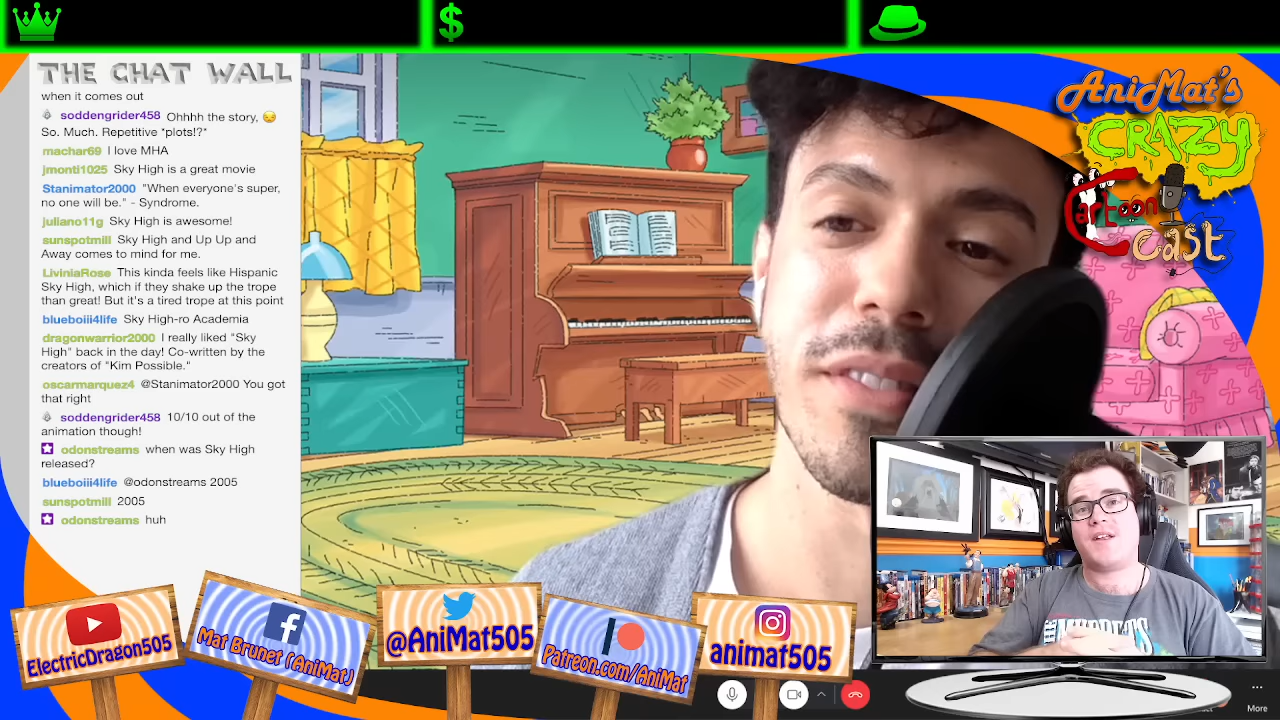 $
THE CHAT WALL
when it comes out
soddengrider458 Ohhhh the story, 😒
So. Much. Repetitive *plots!?*
machar69 I love MHA
jmonti1025 Sky High is a great movie
Stanimator2000 "When everyone's super,
no one will be." - Syndrome.
juliano11g Sky High is awesome!
sunspotmill Sky High and Up Up and
Away comes to mind for me.
LiviniaRose This kinda feels like Hispanic
Sky High, which if they shake up the trope
than great! But it's a tired trope at this point
blueboiii4life Sky High-ro Academia
dragonwarrior2000 I really liked "Sky
High" back in the day! Co-written by the
creators of "Kim Possible."
oscarmarquez4 @Stanimator2000 You got
that right
soddengrider458 10/10 out of the
animation though!
odonstreams when was Sky High
released?
blueboiii4life @odonstreams 2005
sunspotmill 2005
odonstreams huh
AniMat's
CRAZY
Cartoon
Cast
ElectricDragon505
Mat Brunet (AniMat)
@AniMat505
Patreon.com/AniMat
animat505
More